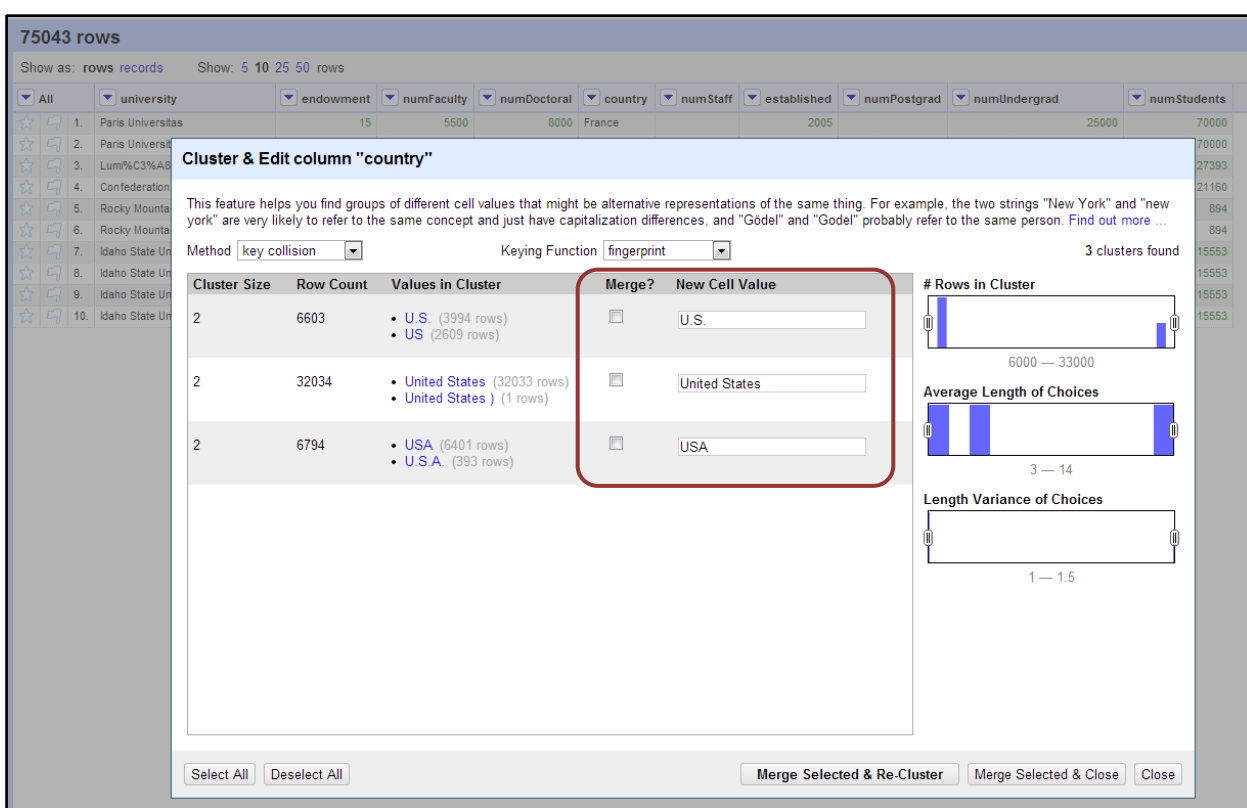 75043 rows
Show as: rows records Show: 5 10 25 50 rows
All university endowment numFaculty numDoctoral country numStaff established numPostgrad numUndergrad numStudents
1. Paris Universitas 15 5500 8000 France 2005 25000 70000
2. Paris Universit 70000
3. Lumi%C3%A8 27393
4. Confederation 21160
5. Rocky Mounta 894
6. Rocky Mounta 894
7. Idaho State Un 15553
8. Idaho State Un 15553
9. Idaho State Un 15553
10. Idaho State Un 15553
Cluster & Edit column "country"
This feature helps you find groups of different cell values that might be alternative representations of the same thing. For example, the two strings "New York" and "new
york" are very likely to refer to the same concept and just have capitalization differences, and "Gödel" and "Godel" probably refer to the same person. Find out more ...
Method key collision Keying Function fingerprint 3 clusters found
Cluster Size Row Count Values in Cluster Merge? New Cell Value
2 6603 • U.S. (3994 rows) U.S.
• US (2609 rows)
2 32034 • United States (32033 rows) United States
• United States ) (1 rows)
2 6794 • USA (6401 rows) USA
• U.S.A. (393 rows)
# Rows in Cluster
6000 — 33000
Average Length of Choices
3 — 14
Length Variance of Choices
1 — 1.5
Select All Deselect All Merge Selected & Re-Cluster Merge Selected & Close Close